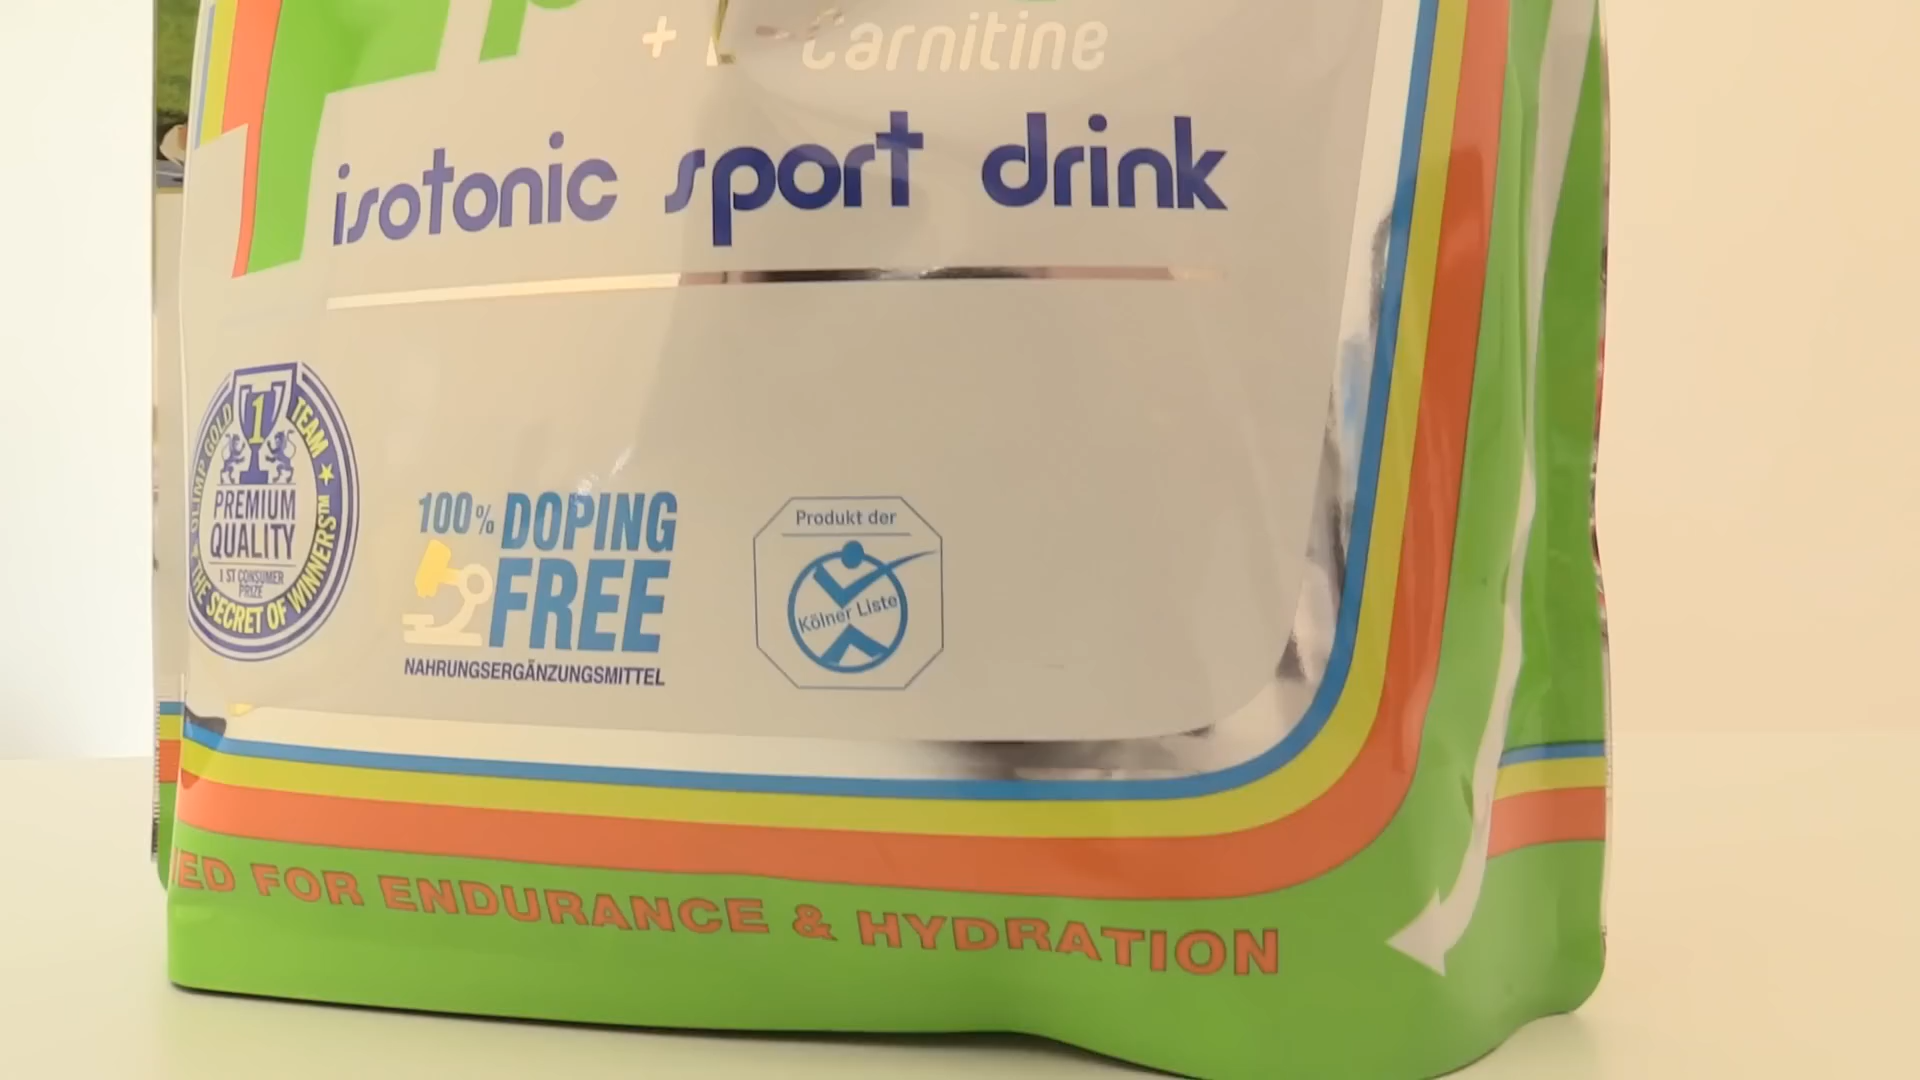 + L-Carnitine
isotonic sport drink
OLIMP GOLD TEAM
1
PREMIUM
QUALITY
1 ST CONSUMER
PRIZE
THE SECRET OF WINNERS™
100% DOPING
FREE
NAHRUNGSERGÄNZUNGSMITTEL
Produkt der
Kölner Liste
FOR ENDURANCE & HYDRATION